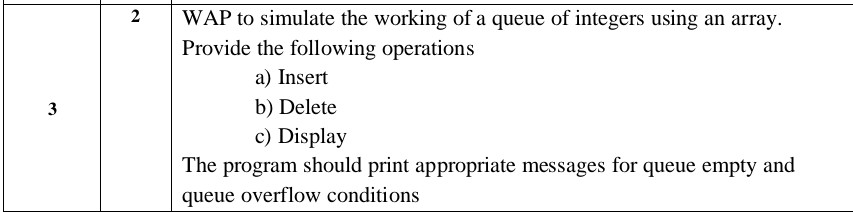 2 WAP to simulate the working of a queue of integers using an array.
Provide the following operations
a) Insert
3 b) Delete
c) Display
The program should print appropriate messages for queue empty and
queue overflow conditions